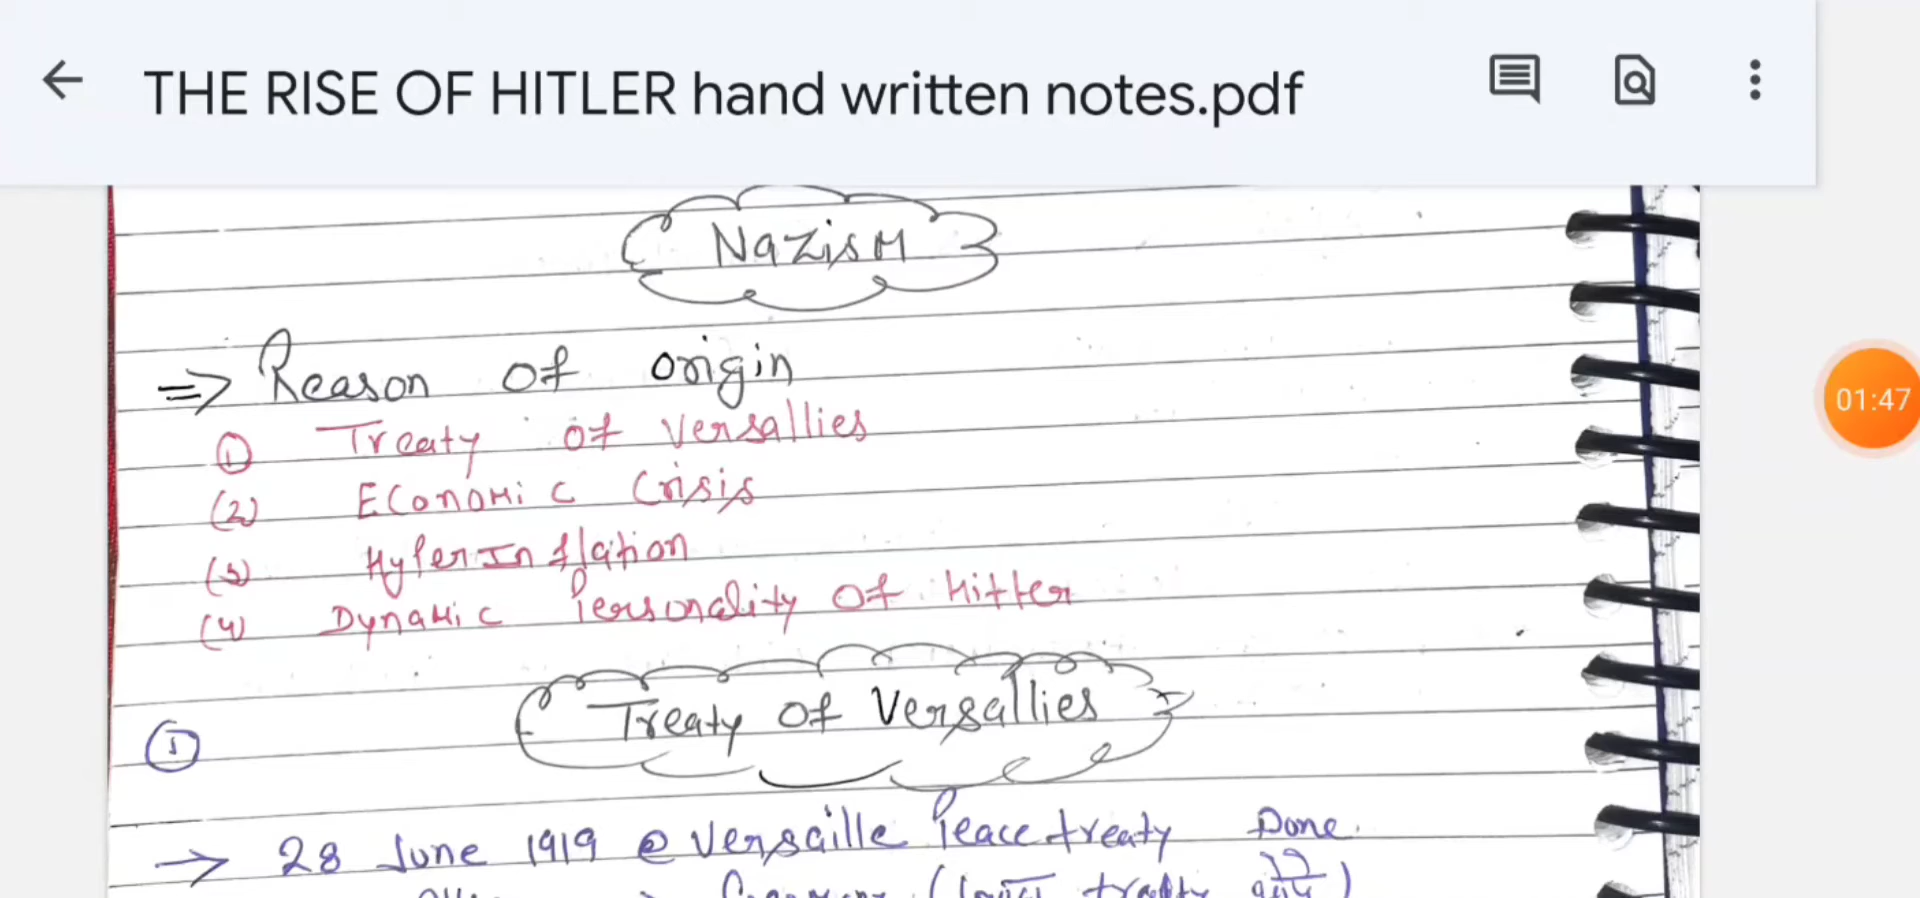 THE RISE OF HITLER hand written notes.pdf
Nazism
=> Reason of origin
① Treaty of Versallies
(2) Economic Crisis
(3) HyperInflation
(4) Dynamic Personality of Hitler
Treaty of Versallies
①
→ 28 June 1919 @ Versaille Peace treaty Done.
01:47